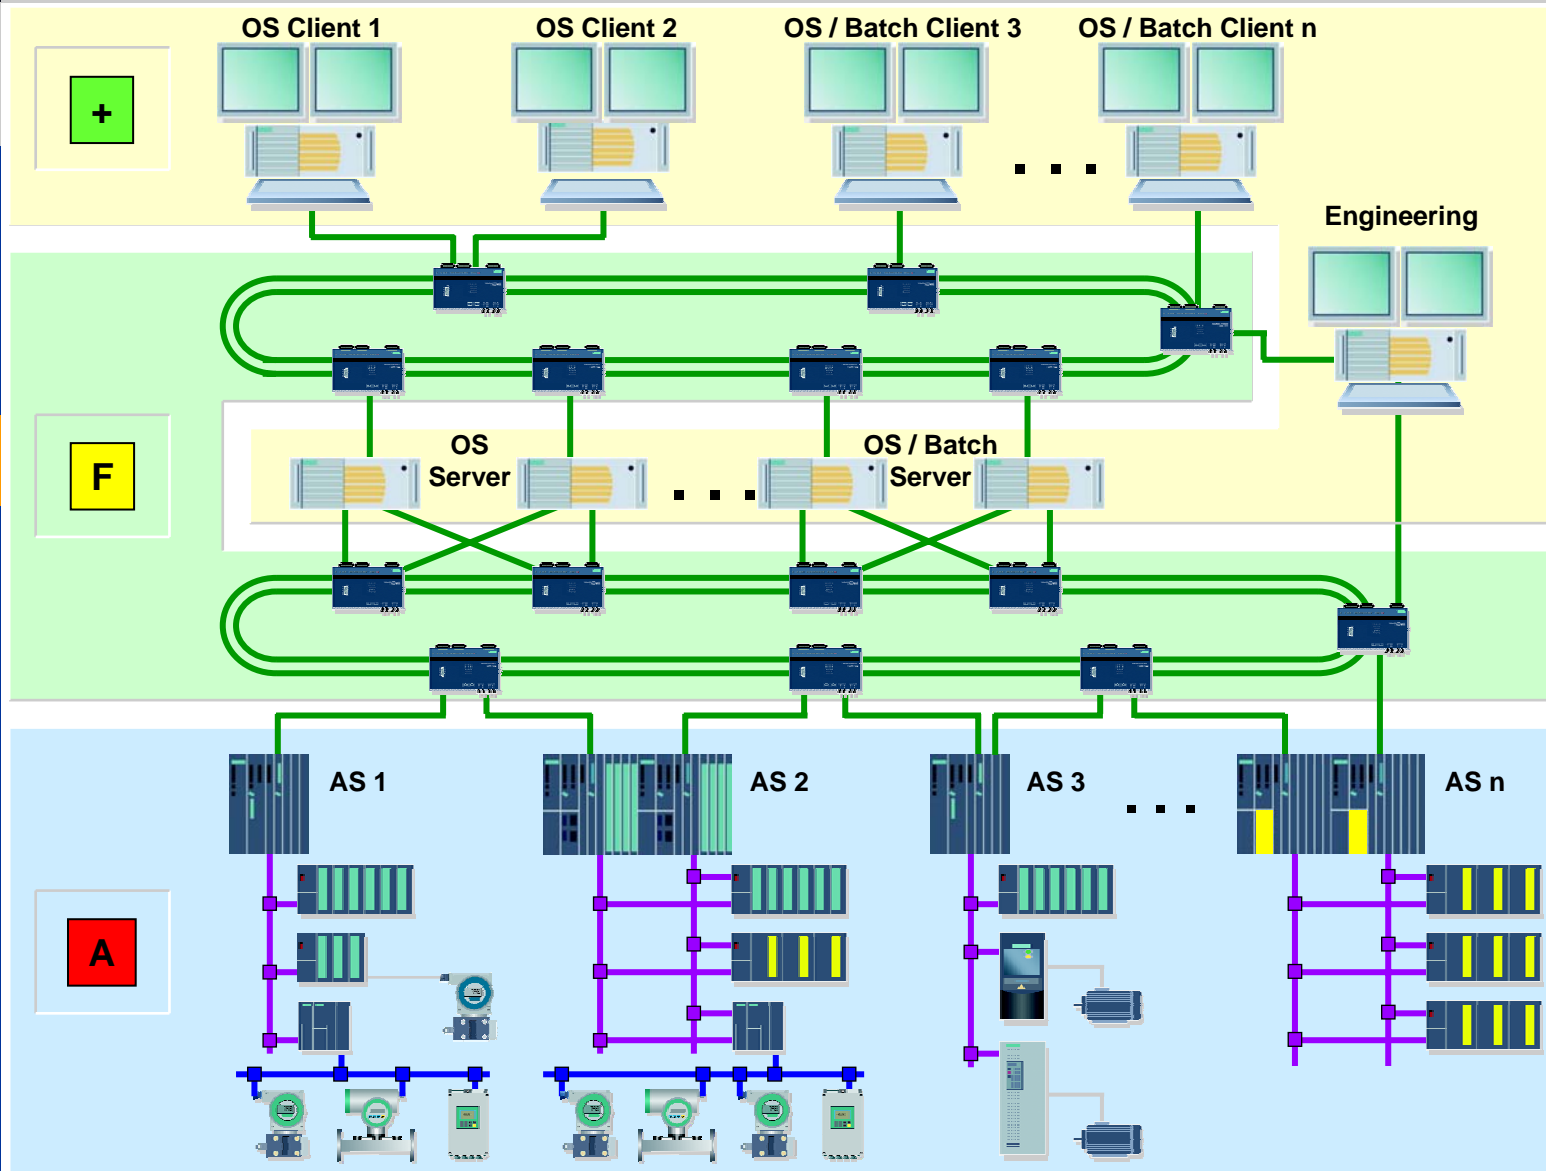 OS Client 1
OS Client 2
OS / Batch Client 3
OS / Batch Client n
+
. . .
Engineering
F
OS
Server
. . .
OS / Batch
Server
AS 1
AS 2
AS 3
. . .
AS n
A